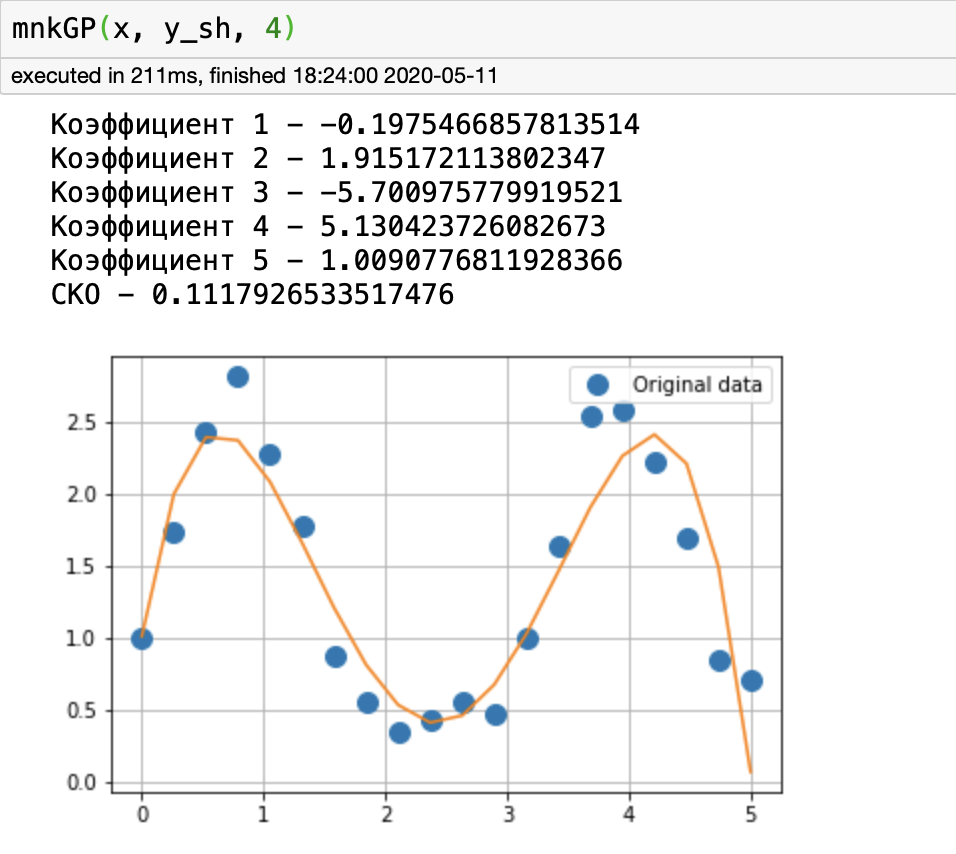 mnkGP(x, y_sh, 4)
executed in 211ms, finished 18:24:00 2020-05-11
Коэффициент 1 - -0.1975466857813514
Коэффициент 2 - 1.915172113802347
Коэффициент 3 - -5.700975779919521
Коэффициент 4 - 5.130423726082673
Коэффициент 5 - 1.0090776811928366
СКО - 0.1117926533517476
Original data
2.5
2.0
1.5
1.0
0.5
0.0
0 1 2 3 4 5